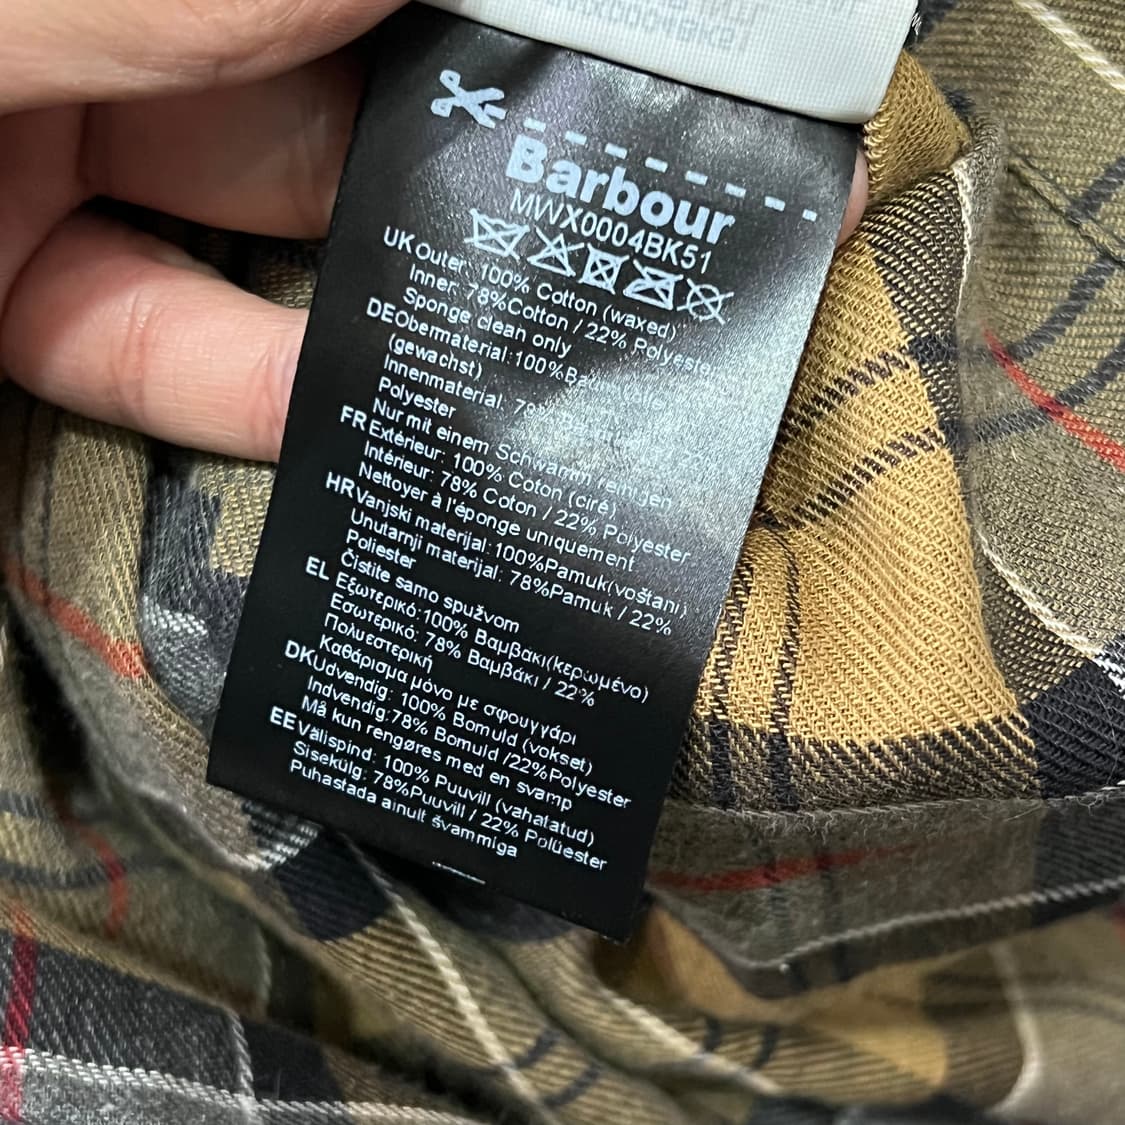 Barbour
MWX0004BK51
UK Outer: 100% Cotton (waxed)
Inner: 78%Cotton / 22% Polyester
Sponge clean only
DE Obermaterial:100%
(gewachst)
Innenmaterial:
Polyester
Nur mit einem Schwamm reinigen
FR Extérieur: 100% Coton (ciré)
Intérieur: 78% Coton / 22% Polyester
Nettoyer à l'éponge uniquement
HR Vanjski materijal:100%Pamuk(voštani)
Unutarnji materijal: 78%Pamuk / 22%
Poliester
Čistite samo spužvom
EL Εξωτερικό:100% Βαμβακι(κερωμένο)
Εσωτερικό: 78% Βαμβάκι / 22%
Πολυεστερική
Καθάρισμα μόνο με σφουγγάρι
DK Udvendig: 100% Bomuld (vokset)
Indvendig:78% Bomuld /22%Polyester
Må kun rengøres med en svamp
EE Välispind: 100% Puuvill (vahalatud)
Sisekülg: 78%Puuvill / 22% Polüester
Puhastada ainult švammiga